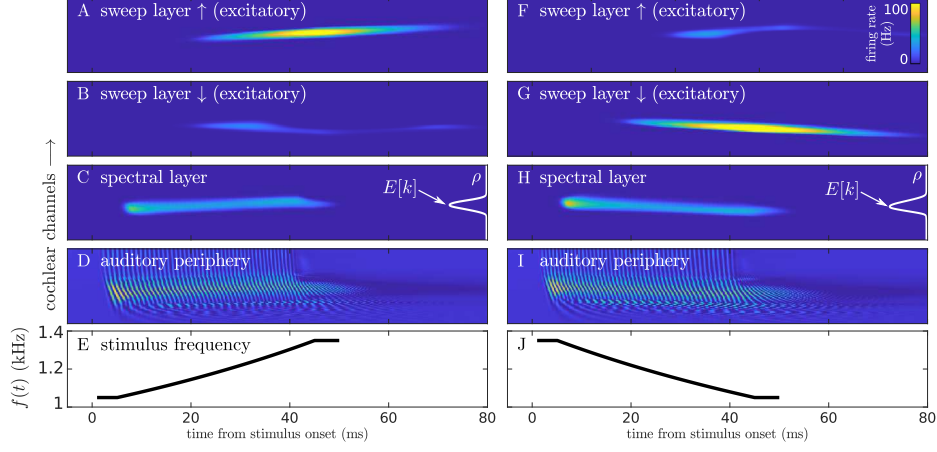 A sweep layer ↑ (excitatory)
F sweep layer ↑ (excitatory)
firing rate
(Hz)
100
0
B sweep layer ↓ (excitatory)
G sweep layer ↓ (excitatory)
cochlear channels →
C spectral layer
E[k]
ρ
H spectral layer
E[k]
ρ
D auditory periphery
I auditory periphery
f(t) (kHz)
1.4
1.2
1
E stimulus frequency
J
0 20 40 60 80
0 20 40 60 80
time from stimulus onset (ms)
time from stimulus onset (ms)